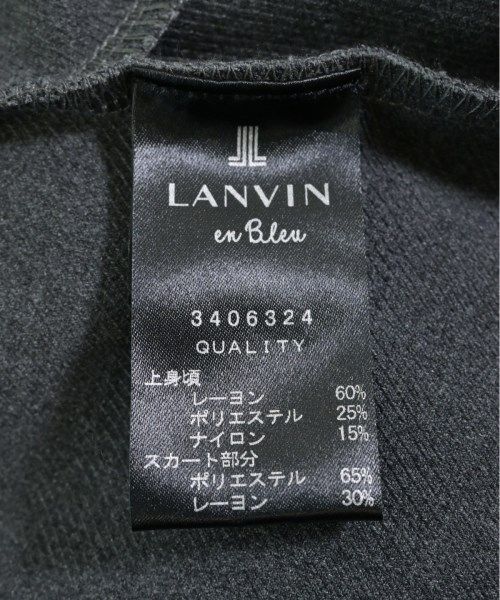 LANVIN
en Bleu
3406324
QUALITY
上身頃
レーヨン 60%
ポリエステル 25%
ナイロン 15%
スカート部分
ポリエステル 65%
レーヨン 30%